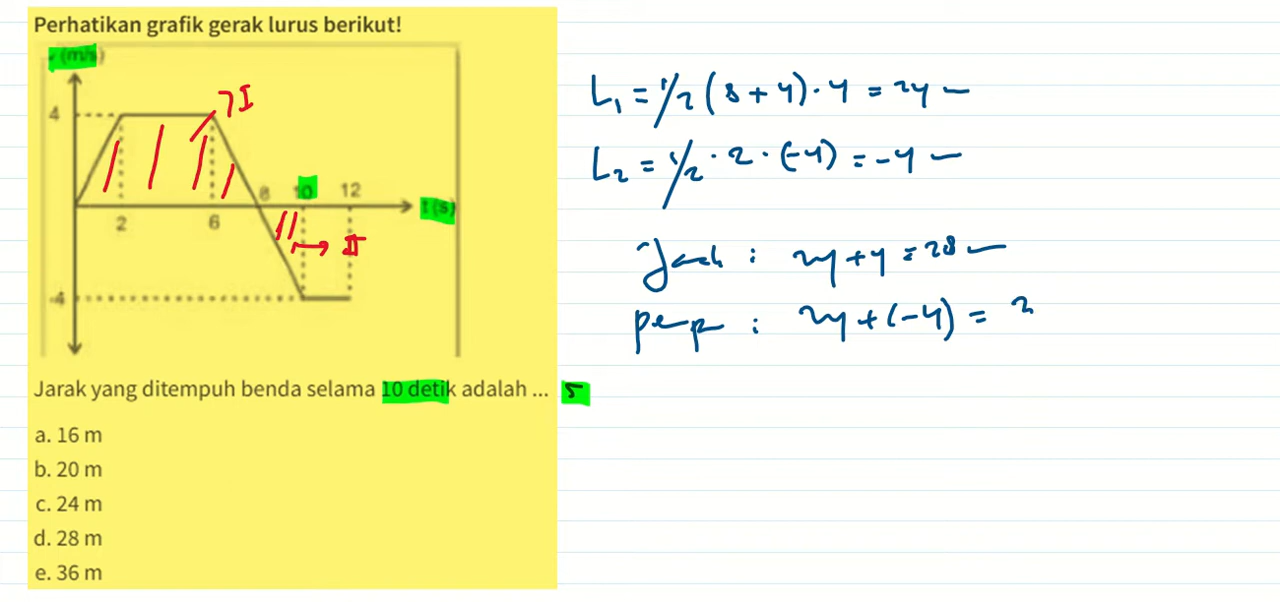 Perhatikan grafik gerak lurus berikut!
v (m/s)
4
I
8 10 12
t (s)
2 6
II
-4
Jarak yang ditempuh benda selama 10 detik adalah ... S
a. 16 m
b. 20 m
c. 24 m
d. 28 m
e. 36 m
L₁ = 1/2 (8 + 4) · 4 = 24
L₂ = 1/2 · 2 · (-4) = -4
Jarak : 24 + 4 = 28
perp : 24 + (-4) = 2